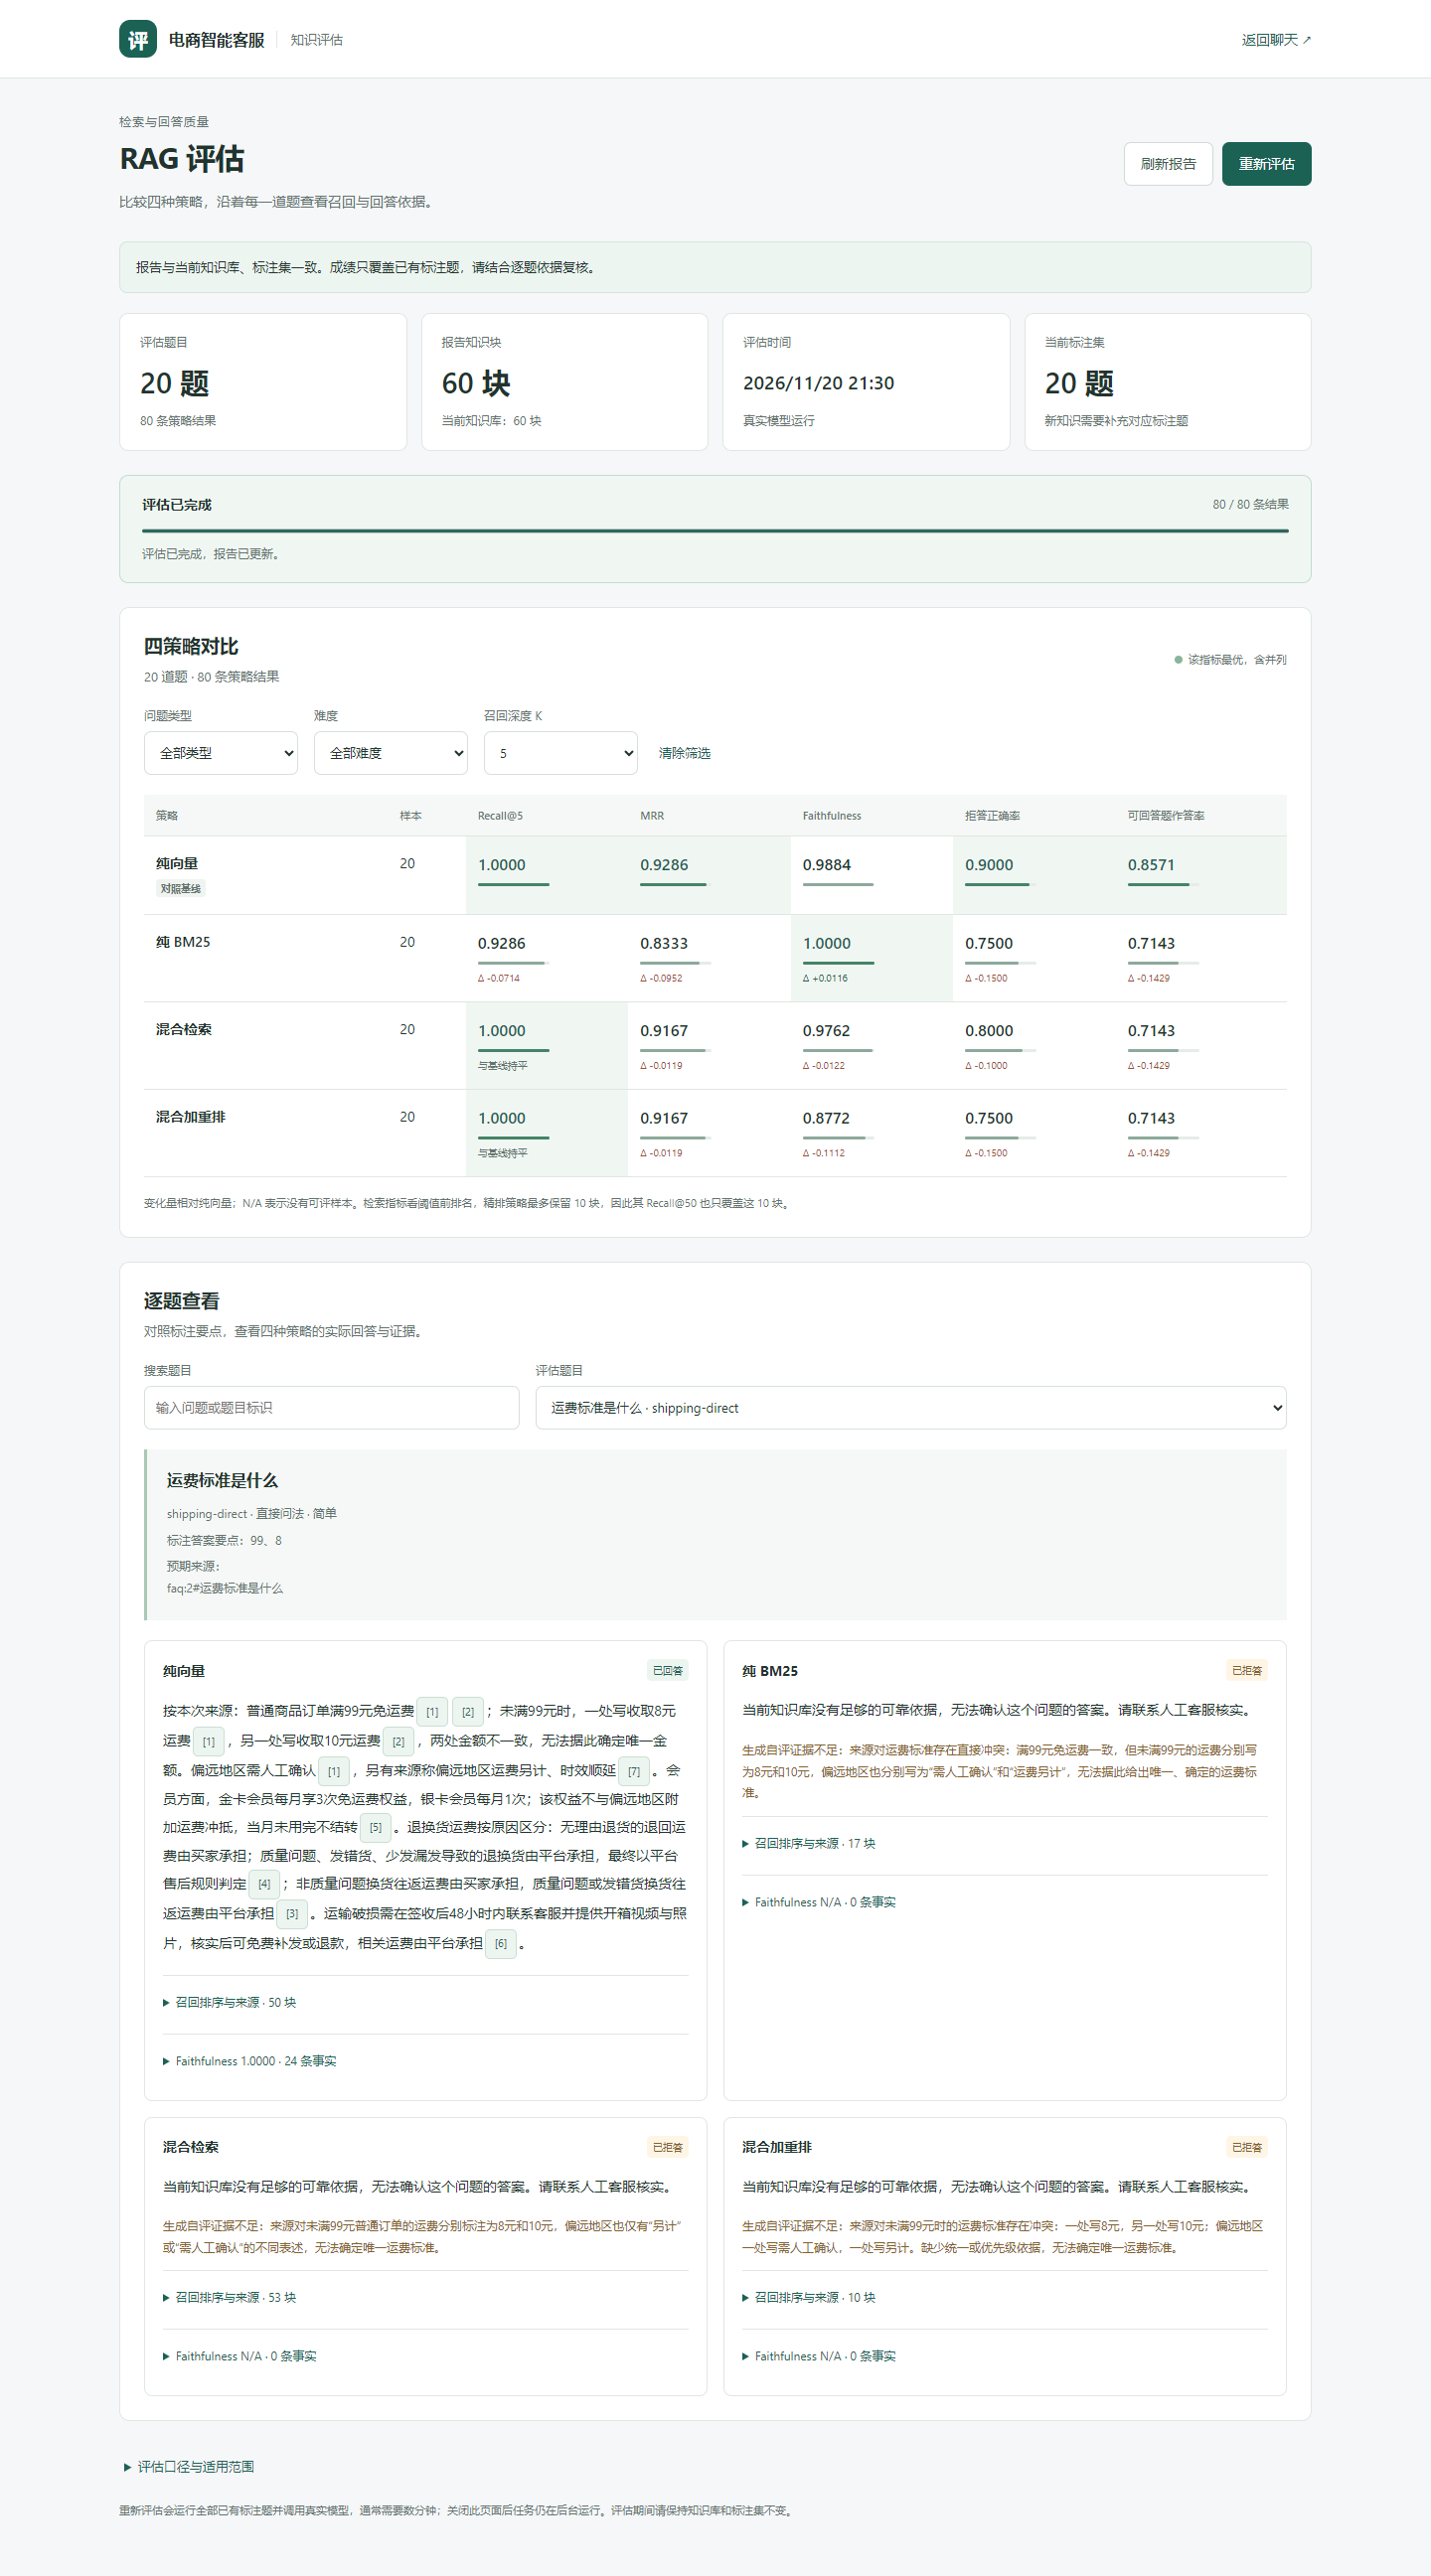 评 电商智能客服 知识评估 返回聊天 ↗
检索与回答质量
RAG 评估
刷新报告 重新评估
比较四种策略，沿着每一道题查看召回与回答依据。
报告与当前知识库、标注集一致。成绩只覆盖已有标注题，请结合逐题依据复核。
评估题目 报告知识块 评估时间 当前标注集
20 题 60 块 2026/11/20 21:30 20 题
80 条策略结果 当前知识库：60 块 真实模型运行 新知识需要补充对应标注题
评估已完成 80 / 80 条结果
评估已完成，报告已更新。
四策略对比
20 道题 · 80 条策略结果
该指标最优，含并列
问题类型 难度 召回深度 K
全部类型 全部难度 5 清除筛选
策略 样本 Recall@5 MRR Faithfulness 拒答正确率 可回答题作答率
纯向量 20 1.0000 0.9286 0.9884 0.9000 0.8571
对照基线
纯 BM25 20 0.9286 0.8333 1.0000 0.7500 0.7143
Δ -0.0714 Δ -0.0952 Δ +0.0116 Δ -0.1500 Δ -0.1429
混合检索 20 1.0000 0.9167 0.9762 0.8000 0.7143
与基线持平 Δ -0.0119 Δ -0.0122 Δ -0.1000 Δ -0.1429
混合加重排 20 1.0000 0.9167 0.8772 0.7500 0.7143
与基线持平 Δ -0.0119 Δ -0.1112 Δ -0.1500 Δ -0.1429
变化量相对纯向量；N/A 表示没有可评样本。检索指标看阈值前排名，精排策略最多保留 10 块，因此其 Recall@50 也只覆盖这 10 块。
逐题查看
对照标注要点，查看四种策略的实际回答与证据。
搜索题目 评估题目
输入问题或题目标识 运费标准是什么 · shipping-direct
运费标准是什么
shipping-direct · 直接问法 · 简单
标注答案要点：99、8
预期来源：
faq:2#运费标准是什么
纯向量 已回答
按本次来源：普通商品订单满99元免运费 [1] [2] ；未满99元时，一处写收取8元
运费 [1] ，另一处写收取10元运费 [2] ，两处金额不一致，无法据此确定唯一金
额。偏远地区需人工确认 [1] ，另有来源称偏远地区运费另计、时效顺延 [7] 。会
员方面，金卡会员每月享3次免运费权益，银卡会员每月1次；该权益不与偏远地区附
加运费冲抵，当月未用完不结转 [5] 。退换货运费按原因区分：无理由退货的退回运
费由买家承担；质量问题、发错货、少发漏发导致的退换货由平台承担，最终以平台
售后规则判定 [4] ；非质量问题换货往返运费由买家承担，质量问题或发错货换货往
返运费由平台承担 [3] 。运输破损需在签收后48小时内联系客服并提供开箱视频与照
片，核实后可免费补发或退款，相关运费由平台承担 [6] 。
▶ 召回排序与来源 · 50 块
▶ Faithfulness 1.0000 · 24 条事实
纯 BM25 已拒答
当前知识库没有足够的可靠依据，无法确认这个问题的答案。请联系人工客服核实。
生成自评证据不足：来源对运费标准存在直接冲突：满99元免运费一致，但未满99元的运费分别写
为8元和10元，偏远地区也分别写为“需人工确认”和“运费另计”，无法据此给出唯一、确定的运费标
准。
▶ 召回排序与来源 · 17 块
▶ Faithfulness N/A · 0 条事实
混合检索 已拒答
当前知识库没有足够的可靠依据，无法确认这个问题的答案。请联系人工客服核实。
生成自评证据不足：来源对未满99元普通订单的运费分别标注为8元和10元，偏远地区也仅有“另计”
或“需人工确认”的不同表述，无法确定唯一运费标准。
▶ 召回排序与来源 · 53 块
▶ Faithfulness N/A · 0 条事实
混合加重排 已拒答
当前知识库没有足够的可靠依据，无法确认这个问题的答案。请联系人工客服核实。
生成自评证据不足：来源对未满99元时的运费标准存在冲突：一处写8元，另一处写10元；偏远地区
一处写需人工确认，一处写另计。缺少统一或优先级依据，无法确定唯一运费标准。
▶ 召回排序与来源 · 10 块
▶ Faithfulness N/A · 0 条事实
▶ 评估口径与适用范围
重新评估会运行全部已有标注题并调用真实模型，通常需要数分钟；关闭此页面后任务仍在后台运行。评估期间请保持知识库和标注集不变。